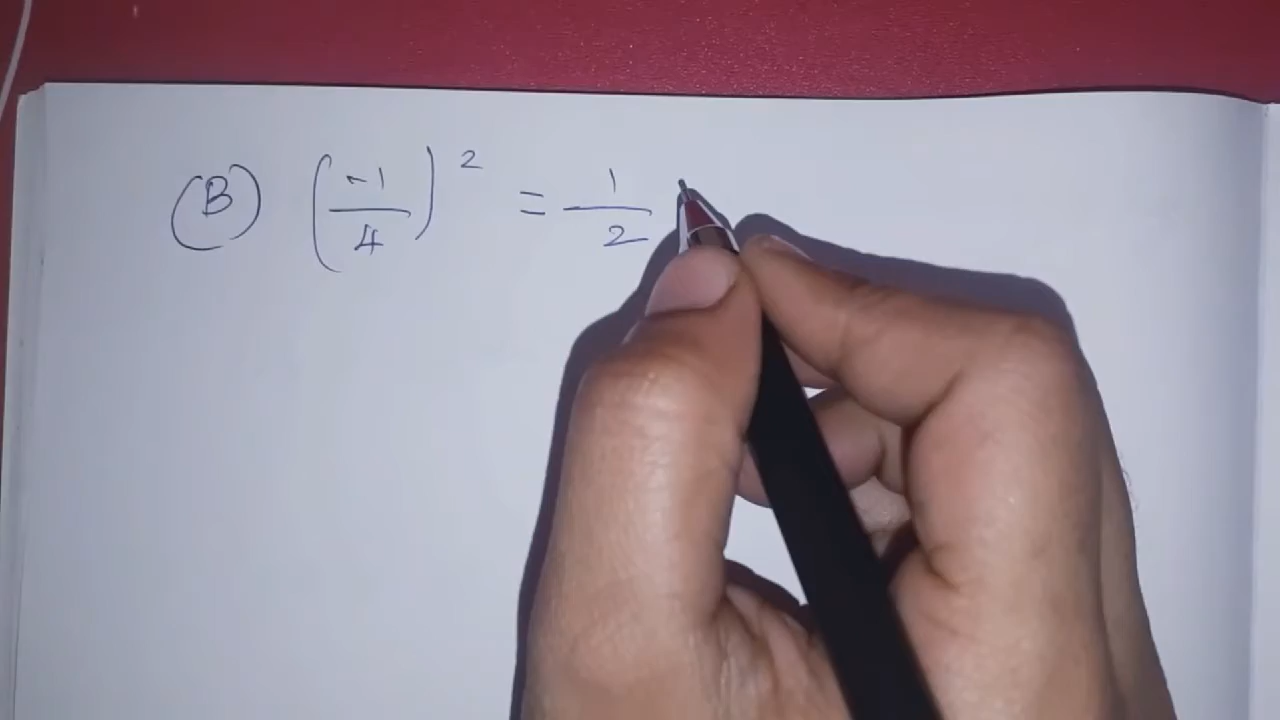 (B) (-1/4)² = 1/2